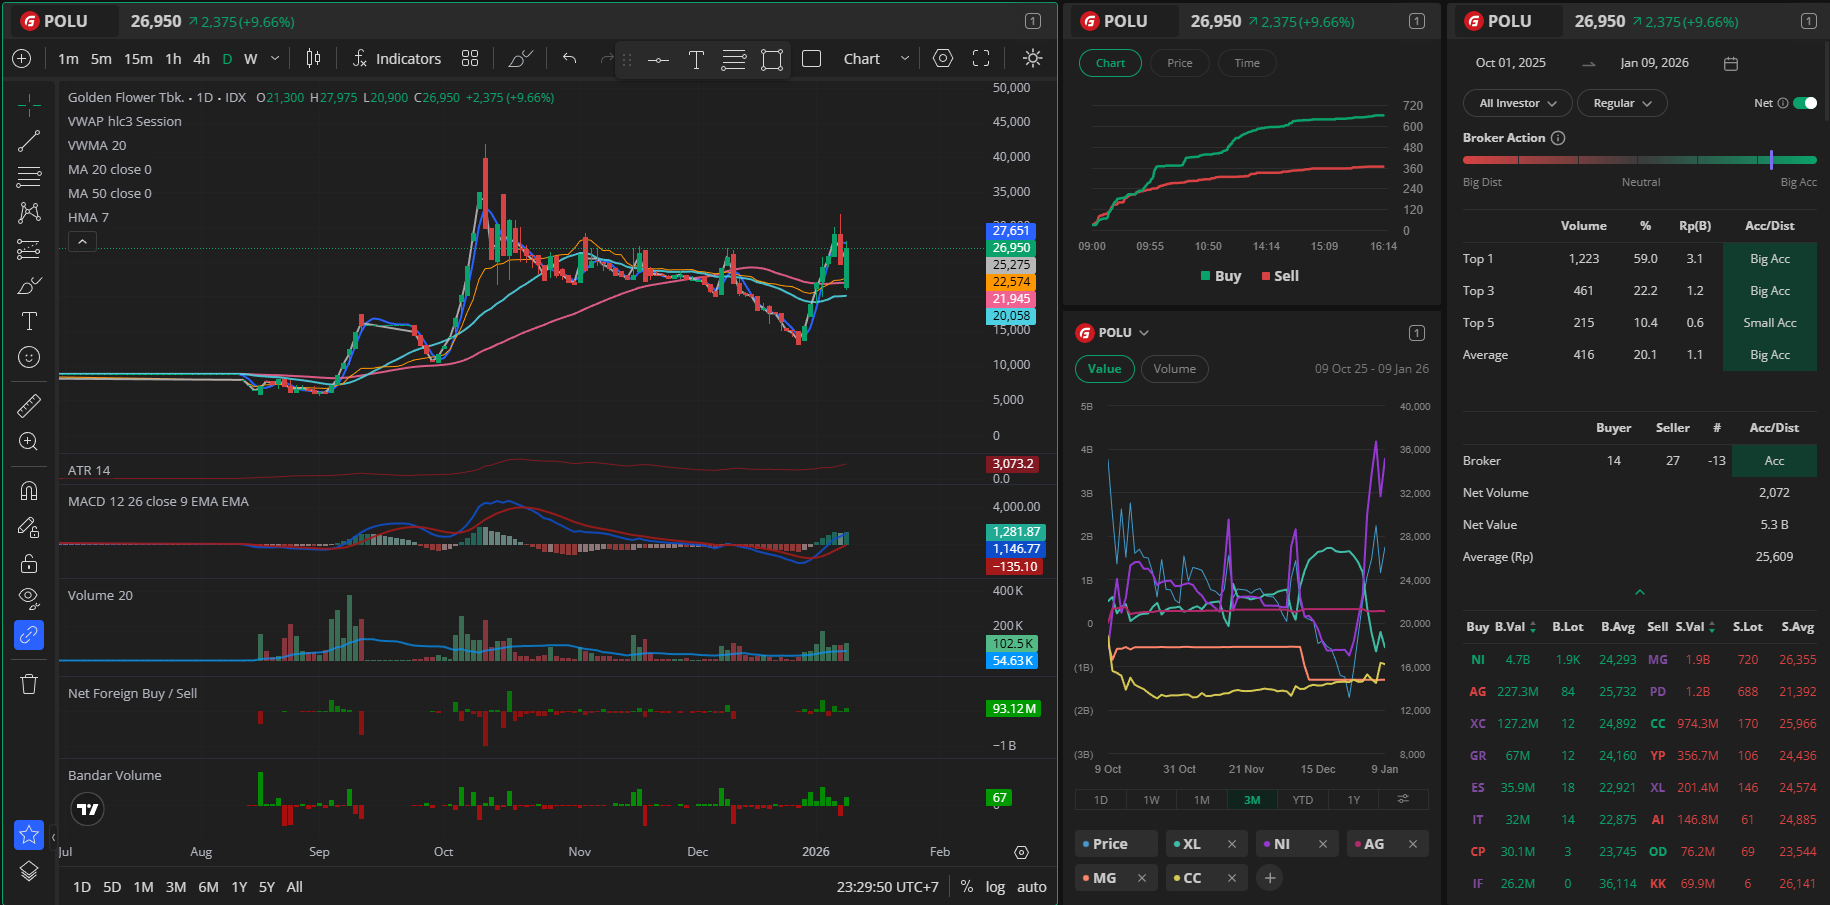 POLU 26,950 2,375 (+9.66%) 1
1m 5m 15m 1h 4h D W Indicators Chart
Golden Flower Tbk. · 1D · IDX O21,300 H27,975 L20,900 C26,950 +2,375 (+9.66%)
VWAP hlc3 Session
VWMA 20
MA 20 close 0
MA 50 close 0
HMA 7
50,000
45,000
40,000
35,000
27,651
26,950
25,275
22,574
21,945
20,058
15,000
10,000
5,000
0
ATR 14
3,073.2
0.0
MACD 12 26 close 9 EMA EMA
4,000.00
1,281.87
1,146.77
−135.10
Volume 20
400 K
200 K
102.5 K
54.63 K
Net Foreign Buy / Sell
93.12 M
−1 B
Bandar Volume
67
Jul Aug Sep Oct Nov Dec 2026 Feb
1D 5D 1M 3M 6M 1Y 5Y All 23:29:50 UTC+7 % log auto
POLU 26,950 2,375 (+9.66%) 1
Chart Price Time
720
600
480
360
240
120
0
09:00 09:55 10:50 14:14 15:09 16:14
Buy Sell
POLU 1
Value Volume 09 Oct 25 - 09 Jan 26
5B 40,000
4B 36,000
3B 32,000
2B 28,000
1B 24,000
0 20,000
(1B) 16,000
(2B) 12,000
(3B) 8,000
9 Oct 31 Oct 21 Nov 15 Dec 9 Jan
1D 1W 1M 3M YTD 1Y
Price XL NI AG
MG CC
POLU 26,950 2,375 (+9.66%) 1
Oct 01, 2025 Jan 09, 2026
All Investor Regular Net
Broker Action
Big Dist Neutral Big Acc
Volume % Rp(B) Acc/Dist
Top 1 1,223 59.0 3.1 Big Acc
Top 3 461 22.2 1.2 Big Acc
Top 5 215 10.4 0.6 Small Acc
Average 416 20.1 1.1 Big Acc
Buyer Seller # Acc/Dist
Broker 14 27 -13 Acc
Net Volume 2,072
Net Value 5.3 B
Average (Rp) 25,609
Buy B.Val B.Lot B.Avg Sell S.Val S.Lot S.Avg
NI 4.7B 1.9K 24,293 MG 1.9B 720 26,355
AG 227.3M 84 25,732 PD 1.2B 688 21,392
XC 127.2M 12 24,892 CC 974.3M 170 25,966
GR 67M 12 24,160 YP 356.7M 106 24,436
ES 35.9M 18 22,921 XL 201.4M 146 24,574
IT 32M 14 22,875 AI 146.8M 61 24,885
CP 30.1M 3 23,745 OD 76.2M 69 23,544
IF 26.2M 0 36,114 KK 69.9M 6 26,141